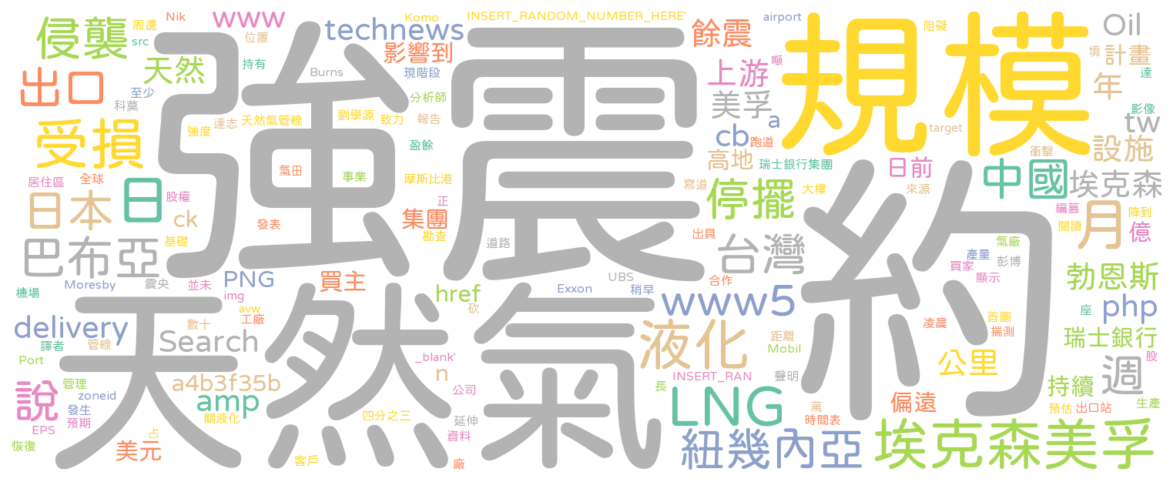 強震
規模
約
天然氣
侵襲
周邊
Nik
www
位置
src
持有
出口
天然
至少
科莫
受損
強度
達志
天然氣管線
劉學源
致力
報告
technews
Komo
INSERT_RANDOM_NUMBER_HERE'
影響到
現階段
Burns
分析師
盈餘
餘震
airport
上游
美孚
cb
a
跑道
高地
瑞士銀行集團
阻礙
境
Oil
計畫
年
達
影像
tw
target
衝擊
設施
日前
來源
中國
埃克森
居住區
全球
股權
日本
日
ck
基礎
氣田
事業
摩斯比港
正
集團
勘查
發表
寫道
大樓
停擺
出具
編篡
降到
月
億
閱讀
巴布亞
機場
Moresby
震央
並未
PNG
img
avw
買主
道路
UBS
href
砍
Exxon
稍早
合作
台灣
氣廠
產量
彭博
買家
顯示
勃恩斯
座
php
delivery
譯者
管線
Port
數十
工廠
Search
_blank'
www5
液化
距離
Mobil
凌晨
首圖
揣測
瑞士銀行
公里
週
股
說
管理
zoneid
發生
預期
EPS
恢復
a4b3f35b
amp
關液化
占
n
公司
四分之三
延伸
資料
INSERT_RAN
聲明
長
LNG
萬
時間表
偏遠
持續
預估
出口站
生產
美元
客戶
廠
紐幾內亞
埃克森美孚